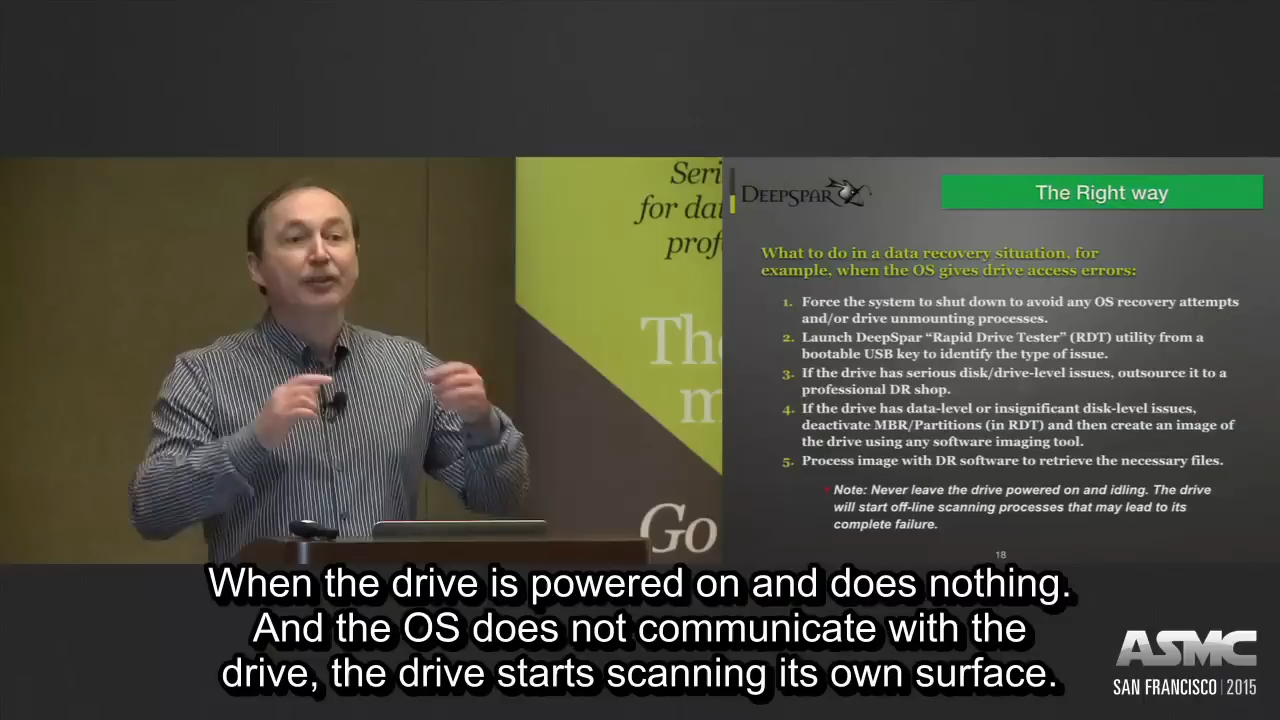 Seri
for dat
prof
The
m
Go
DEEPSPAR
The Right way
What to do in a data recovery situation, for
example, when the OS gives drive access errors:
1. Force the system to shut down to avoid any OS recovery attempts
and/or drive unmounting processes.
2. Launch DeepSpar “Rapid Drive Tester” (RDT) utility from a
bootable USB key to identify the type of issue.
3. If the drive has serious disk/drive-level issues, outsource it to a
professional DR shop.
4. If the drive has data-level or insignificant disk-level issues,
deactivate MBR/Partitions (in RDT) and then create an image of
the drive using any software imaging tool.
5. Process image with DR software to retrieve the necessary files.
Note: Never leave the drive powered on and idling. The drive
will start off-line scanning processes that may lead to its
complete failure.
18
When the drive is powered on and does nothing.
And the OS does not communicate with the
drive, the drive starts scanning its own surface.
ASMC
SAN FRANCISCO | 2015